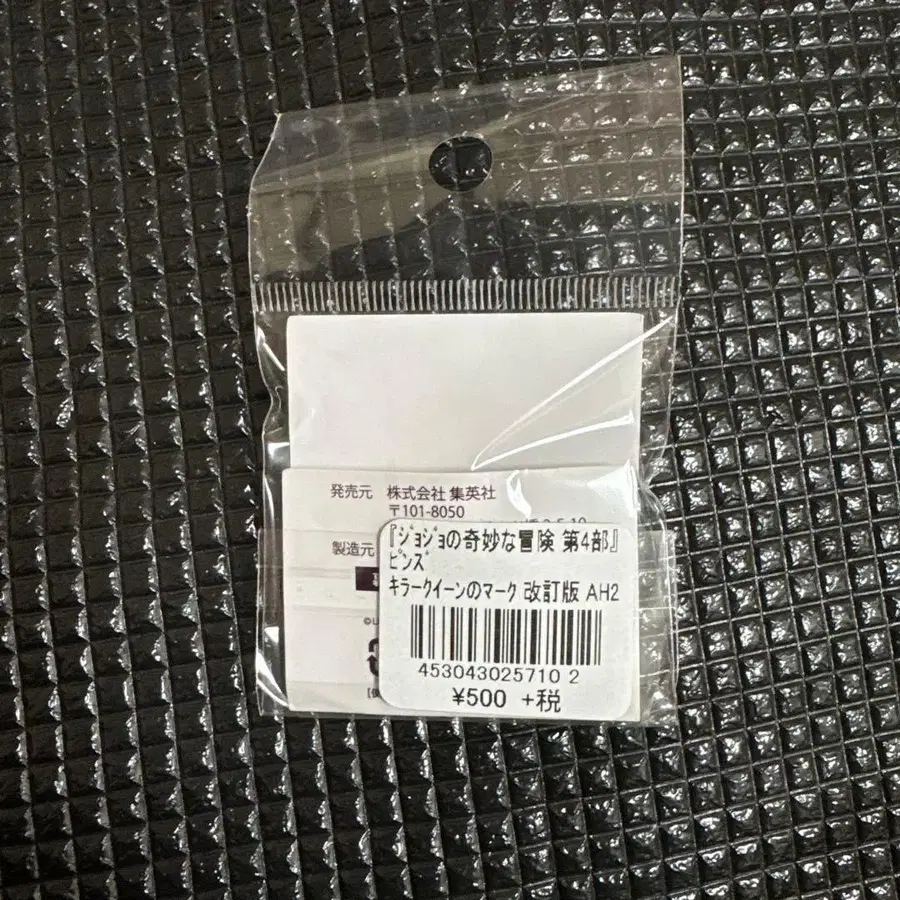 発売元 株式会社 集英社
〒101-8050
製造元
『ｼﾞｮｼﾞｮの奇妙な冒険 第4部』
ﾋﾟﾝｽﾞ
ｷﾗｰｸｲｰﾝのﾏｰｸ 改訂版 AH2
453043025710 2
¥500 +税